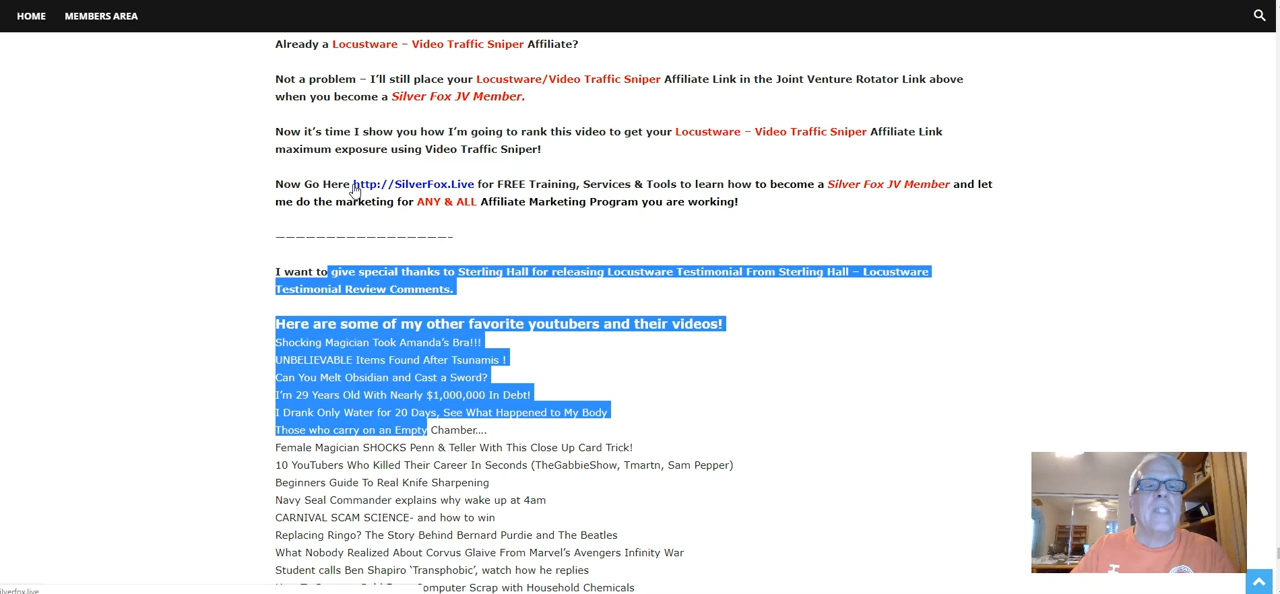 HOME MEMBERS AREA
Already a Locustware – Video Traffic Sniper Affiliate?
Not a problem – I'll still place your Locustware/Video Traffic Sniper Affiliate Link in the Joint Venture Rotator Link above
when you become a Silver Fox JV Member.
Now it's time I show you how I'm going to rank this video to get your Locustware – Video Traffic Sniper Affiliate Link
maximum exposure using Video Traffic Sniper!
Now Go Here http://SilverFox.Live for FREE Training, Services & Tools to learn how to become a Silver Fox JV Member and let
me do the marketing for ANY & ALL Affiliate Marketing Program you are working!
—————————————————–
I want to give special thanks to Sterling Hall for releasing Locustware Testimonial From Sterling Hall – Locustware
Testimonial Review Comments.
Here are some of my other favorite youtubers and their videos!
Shocking Magician Took Amanda's Bra!!!
UNBELIEVABLE Items Found After Tsunamis !
Can You Melt Obsidian and Cast a Sword?
I'm 29 Years Old With Nearly $1,000,000 In Debt!
I Drank Only Water for 20 Days, See What Happened to My Body
Those who carry on an Empty Chamber….
Female Magician SHOCKS Penn & Teller With This Close Up Card Trick!
10 YouTubers Who Killed Their Career In Seconds (TheGabbieShow, Tmartn, Sam Pepper)
Beginners Guide To Real Knife Sharpening
Navy Seal Commander explains why wake up at 4am
CARNIVAL SCAM SCIENCE- and how to win
Replacing Ringo? The Story Behind Bernard Purdie and The Beatles
What Nobody Realized About Corvus Glaive From Marvel's Avengers Infinity War
Student calls Ben Shapiro 'Transphobic', watch how he replies
Computer Scrap with Household Chemicals
silverfox.live